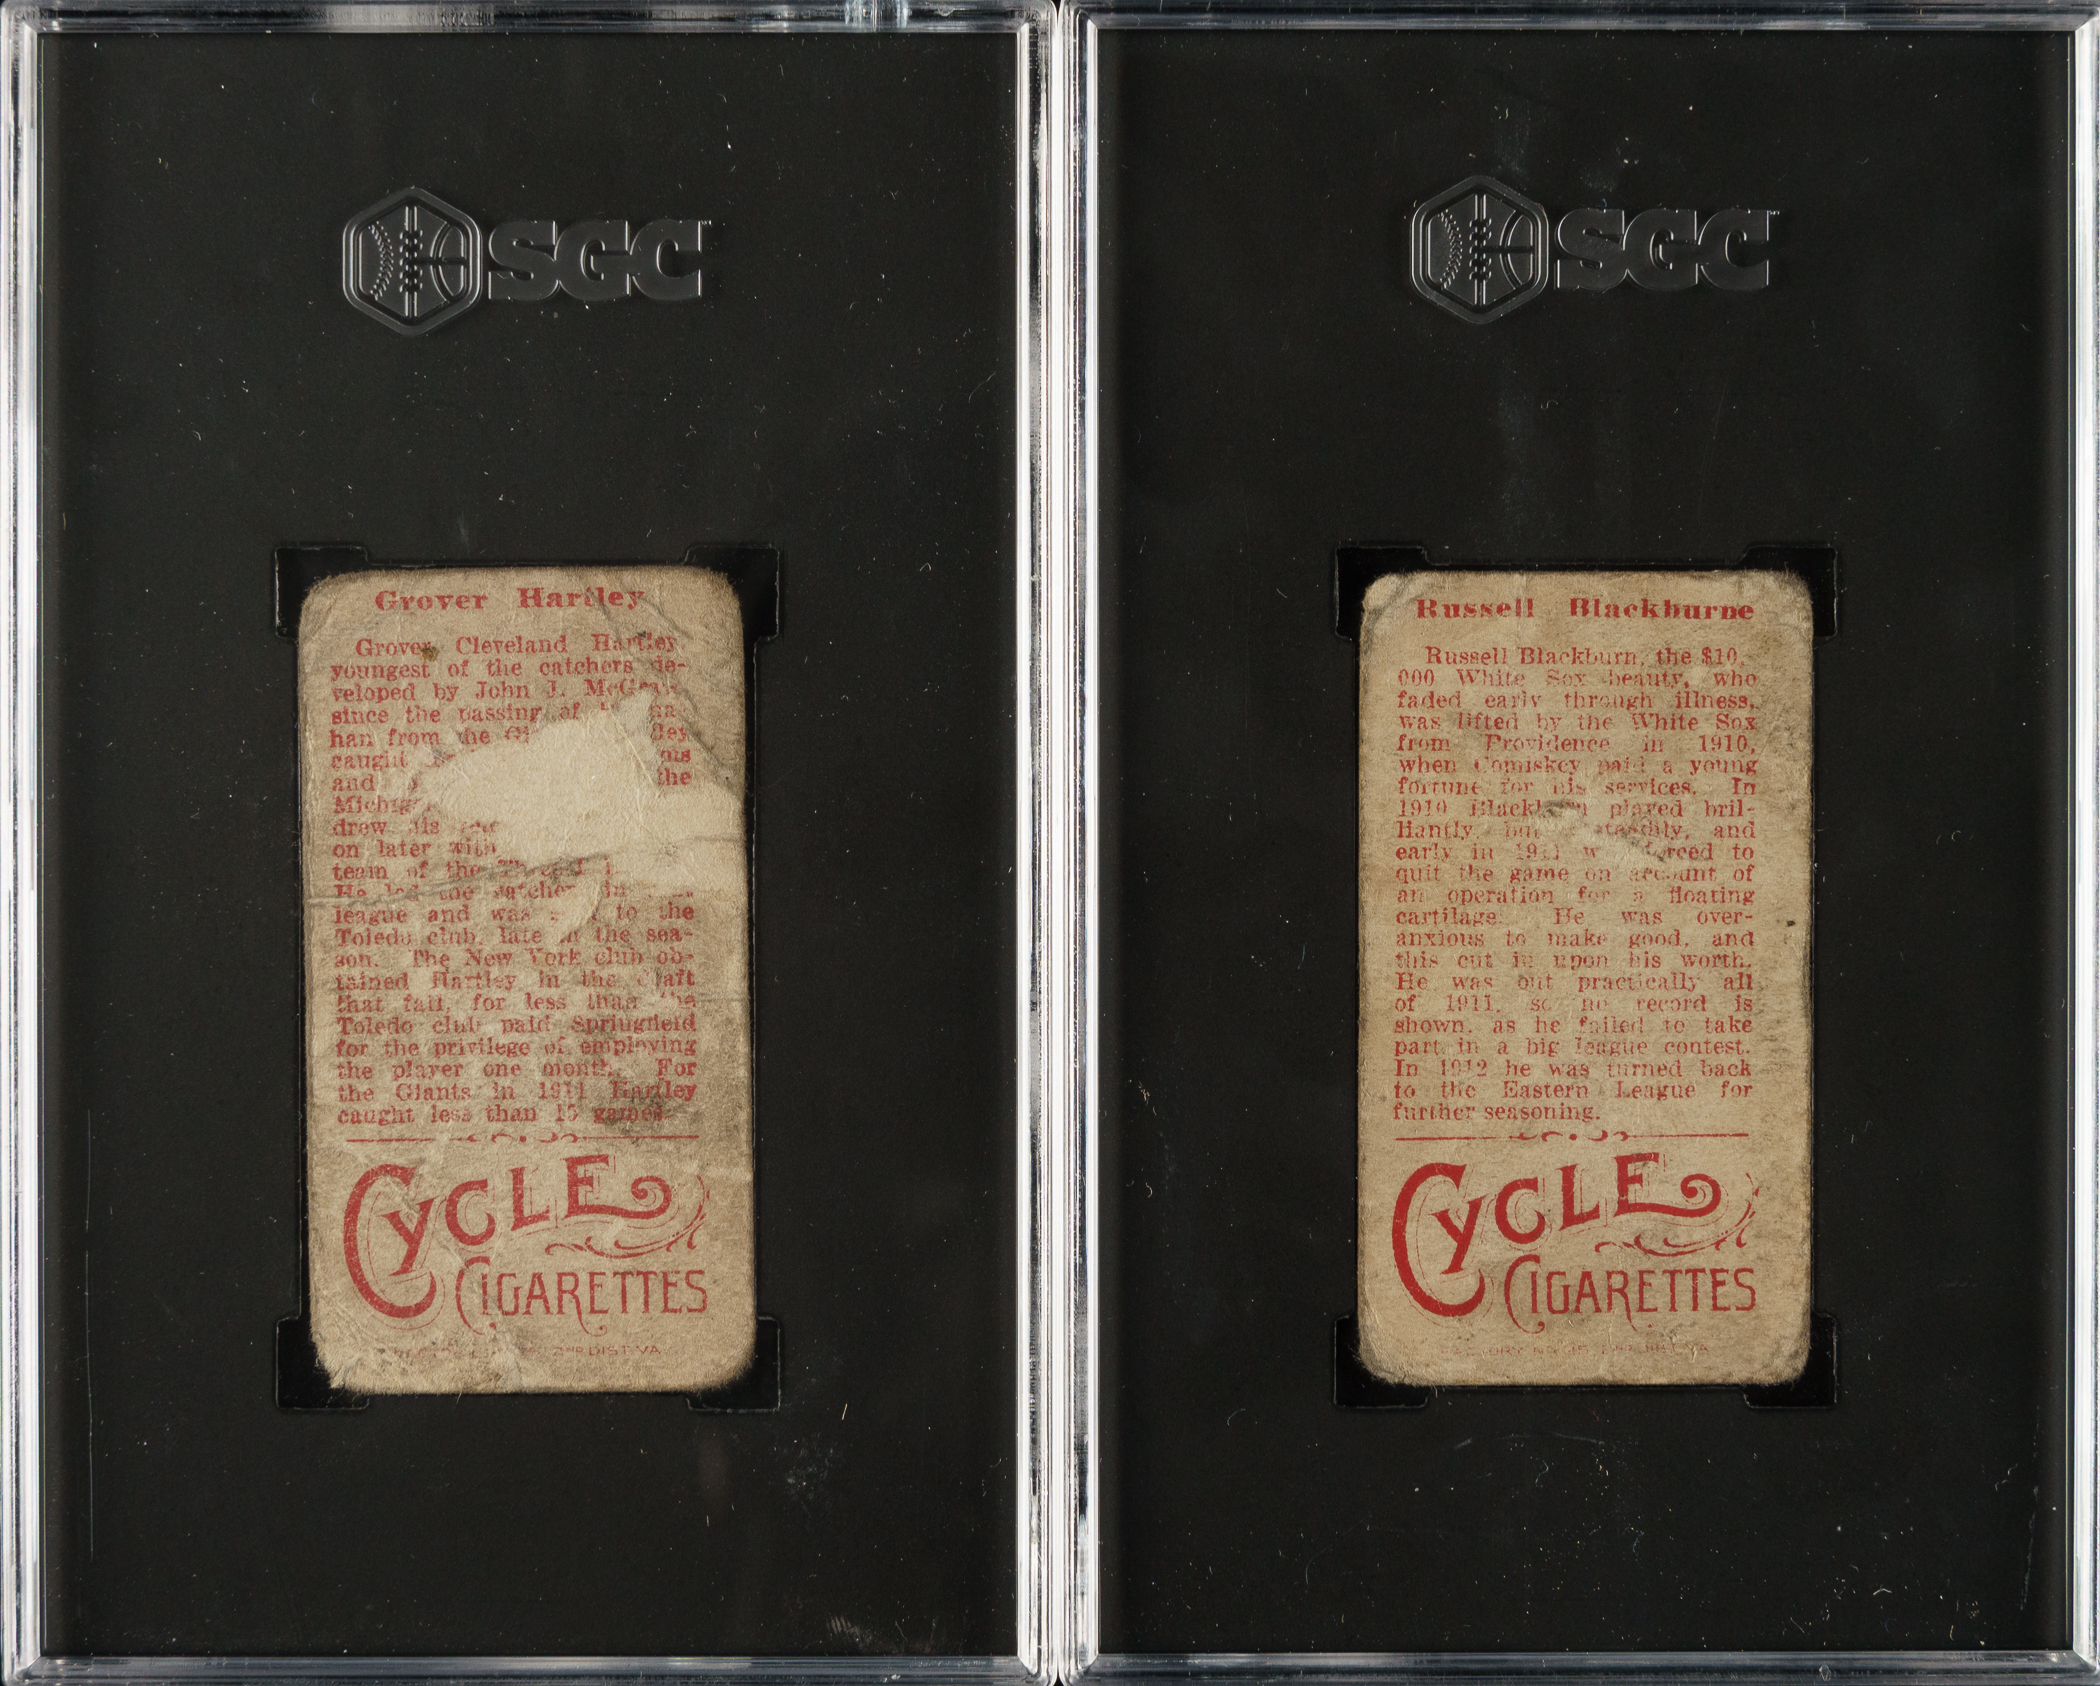 SGC
Grover Hartley
Grover Cleveland Hartley
youngest of the catchers de-
veloped by John J. McGraw
since the passing of
han from the
caught
and the
drew his
on later with
team of the
He led the catchers in
league and was to the
Toledo club, late in the sea-
son. The New York club ob-
tained Hartley in the draft
that fall, for less than the
Toledo club paid Springfield
for the privilege of employing
the player one month. For
the Giants in 1911 Hartley
caught less than 15 games.
CYCLE
CIGARETTES
2ND DIST. VA.
SGC
Russell Blackburne
Russell Blackburn, the $10,-
000 White Sox beauty, who
faded early through illness,
was lifted by the White Sox
from Providence in 1910,
when Comiskey paid a young
fortune for his services. In
1910 Blackburn played bril-
liantly, but and
early in 1911 forced to
quit the game on account of
an operation for a floating
cartilage. He was over-
anxious to make good, and
this cut in upon his worth.
He was out practically all
of 1911, so no record is
shown, as he failed to take
part in a big league contest.
In 1912 he was turned back
to the Eastern League for
further seasoning.
CYCLE
CIGARETTES
FACTORY DIST. VA.